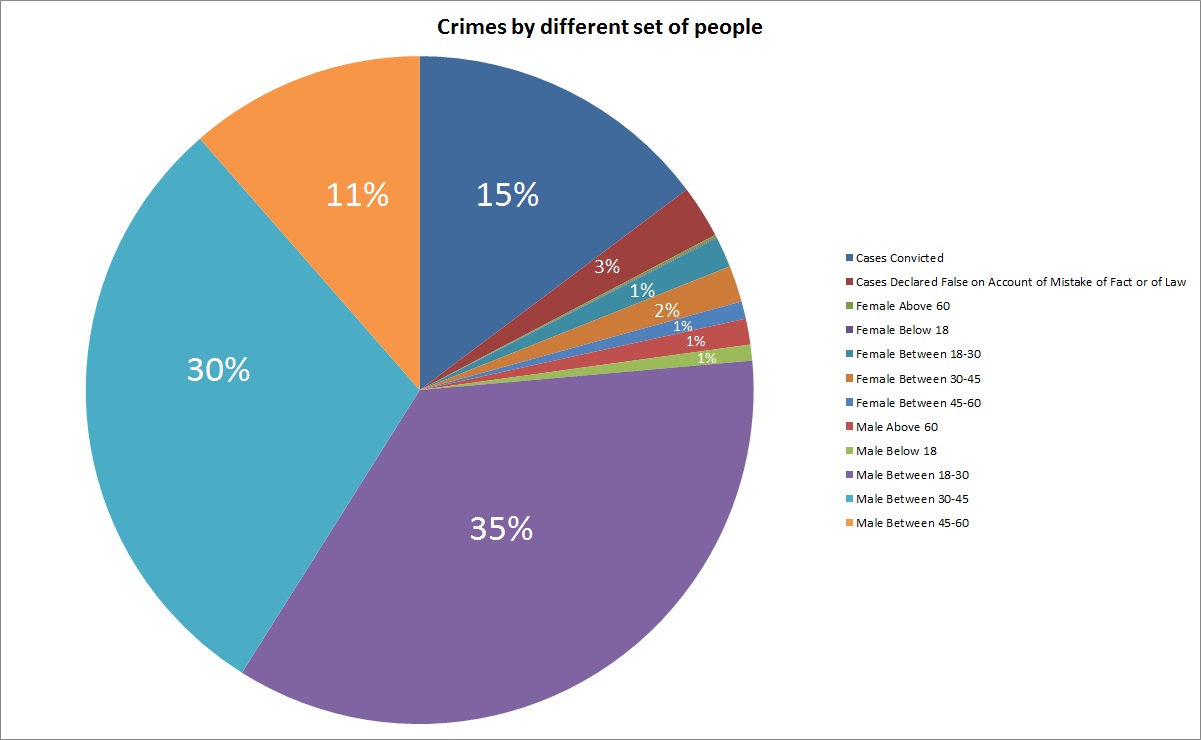 Crimes by different set of people
11%
15%
3%
1%
2%
1%
1%
1%
30%
35%
Cases Convicted
Cases Declared False on Account of Mistake of Fact or of Law
Female Above 60
Female Below 18
Female Between 18-30
Female Between 30-45
Female Between 45-60
Male Above 60
Male Below 18
Male Between 18-30
Male Between 30-45
Male Between 45-60